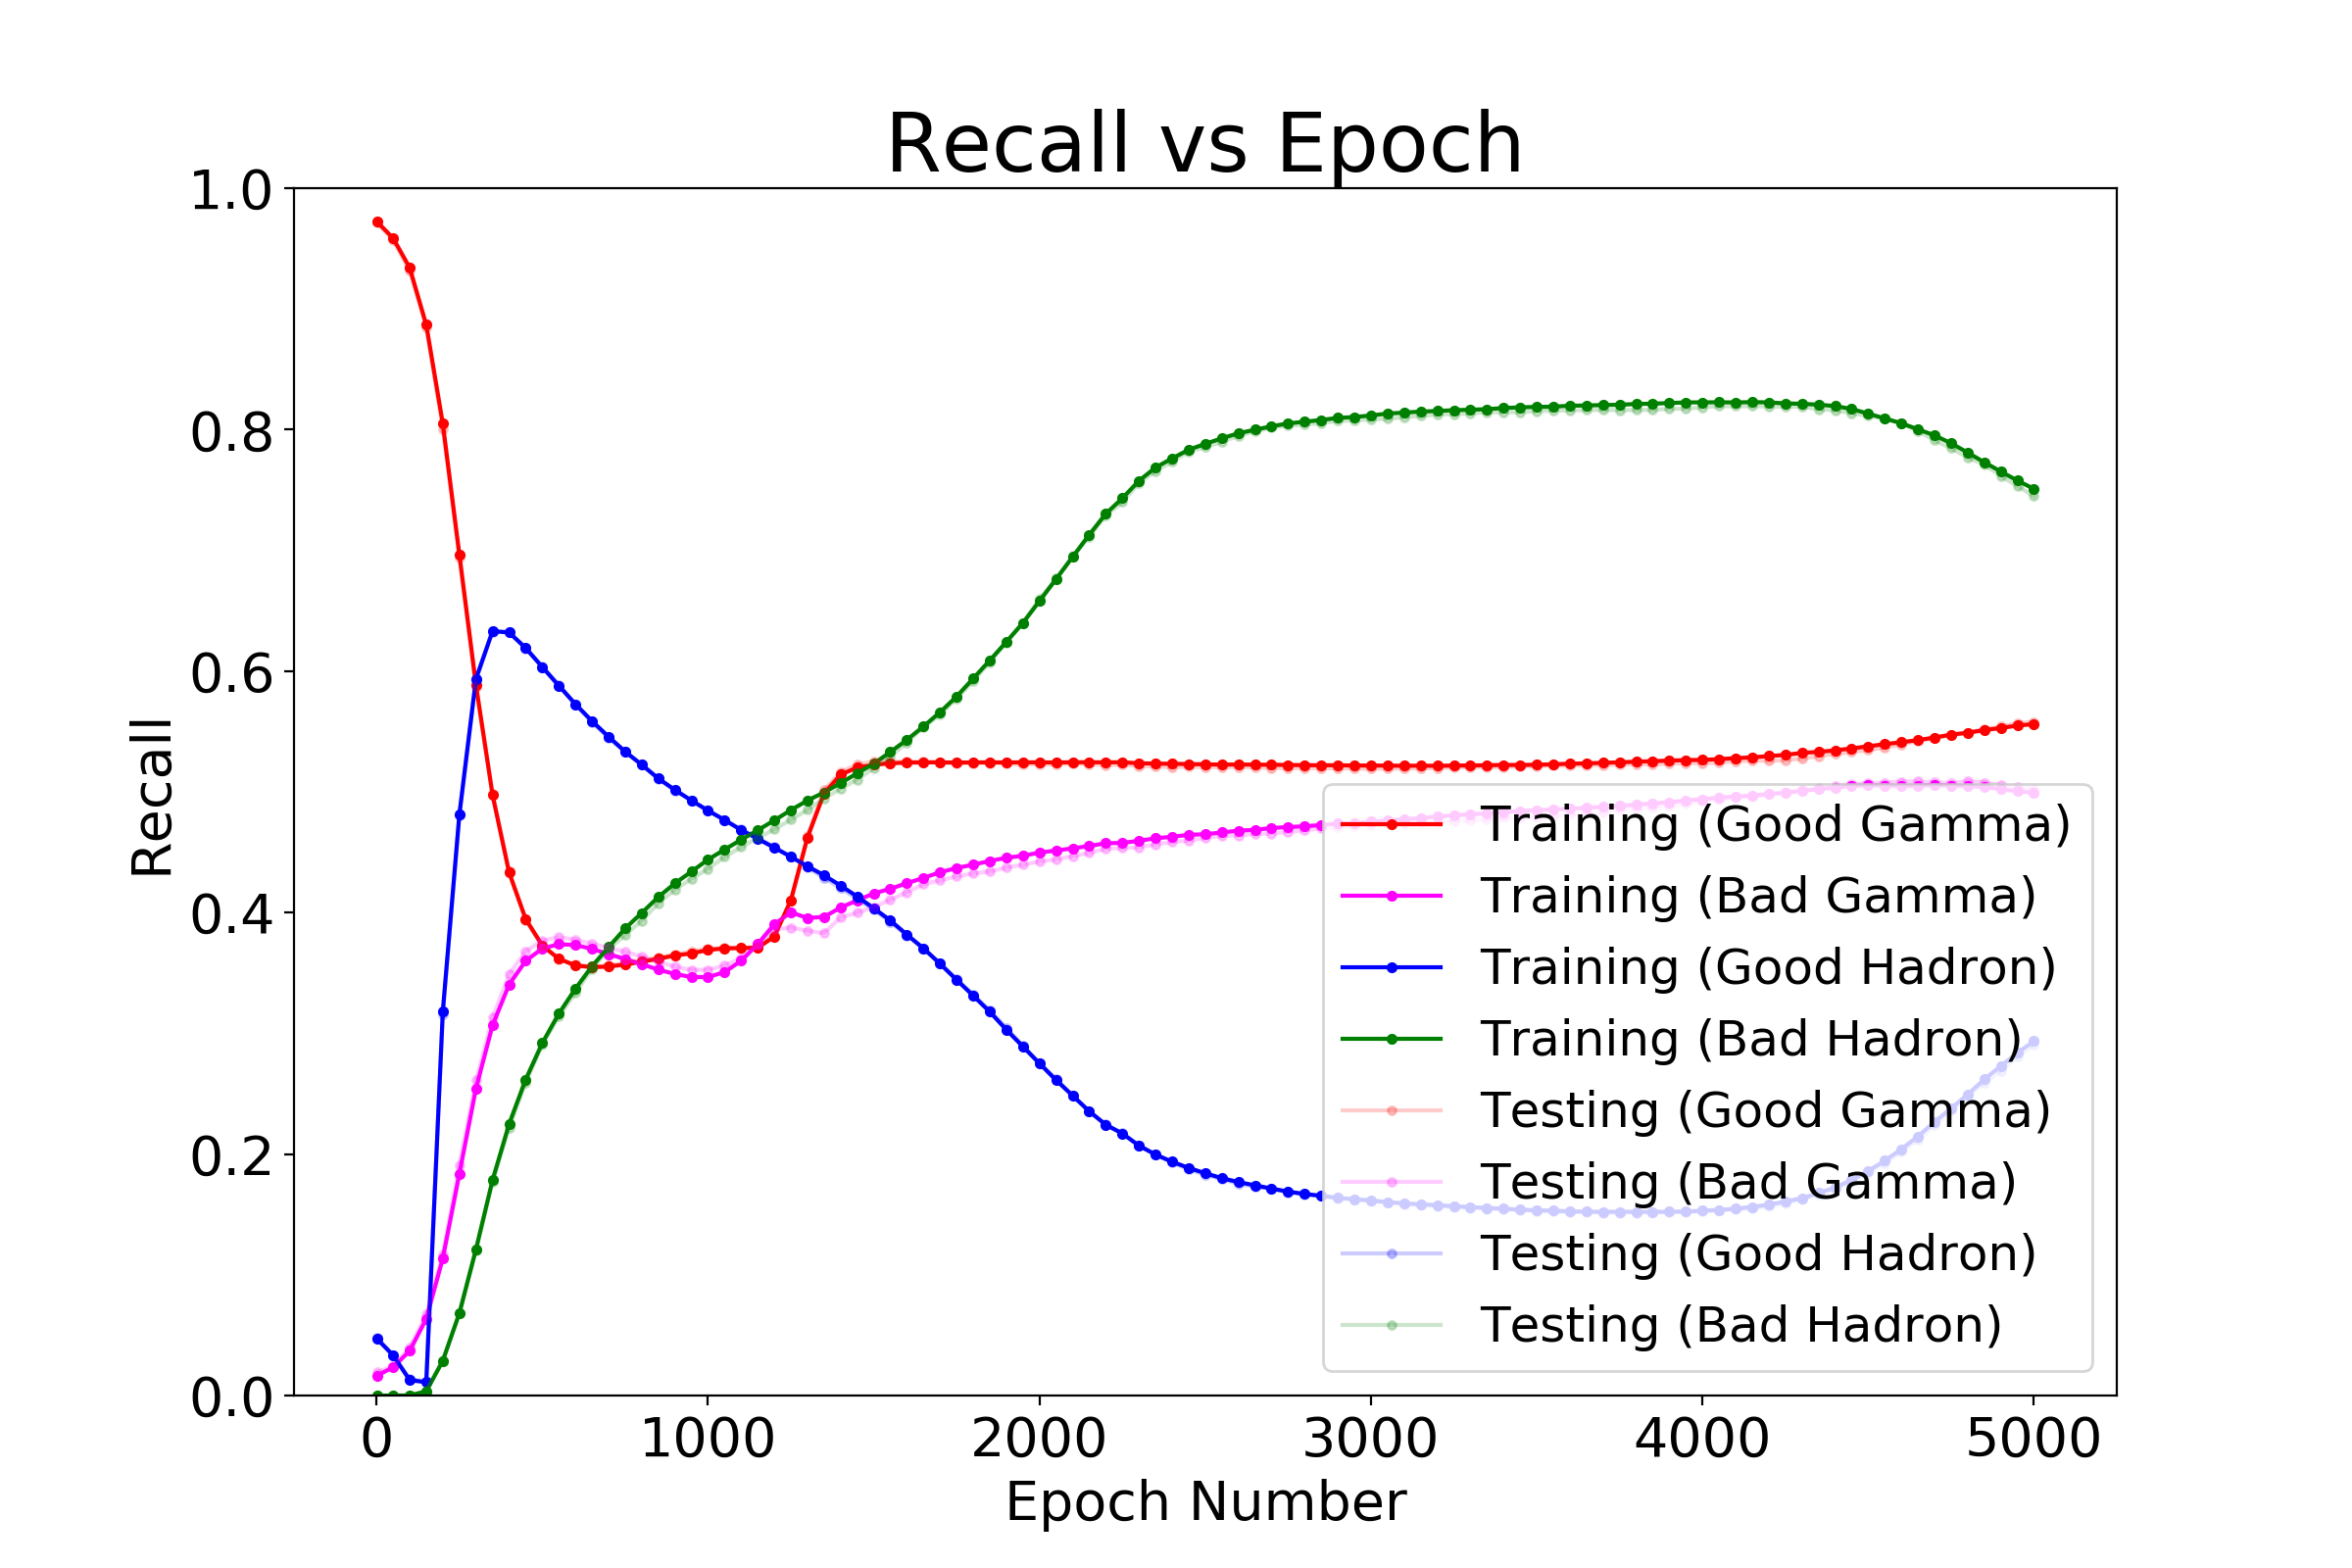 Recall vs Epoch
1.0
0.8
0.6
0.4
0.2
0.0
Recall
Training (Good Gamma)
Training (Bad Gamma)
Training (Good Hadron)
Training (Bad Hadron)
Testing (Good Gamma)
Testing (Bad Gamma)
Testing (Good Hadron)
Testing (Bad Hadron)
0 1000 2000 3000 4000 5000
Epoch Number